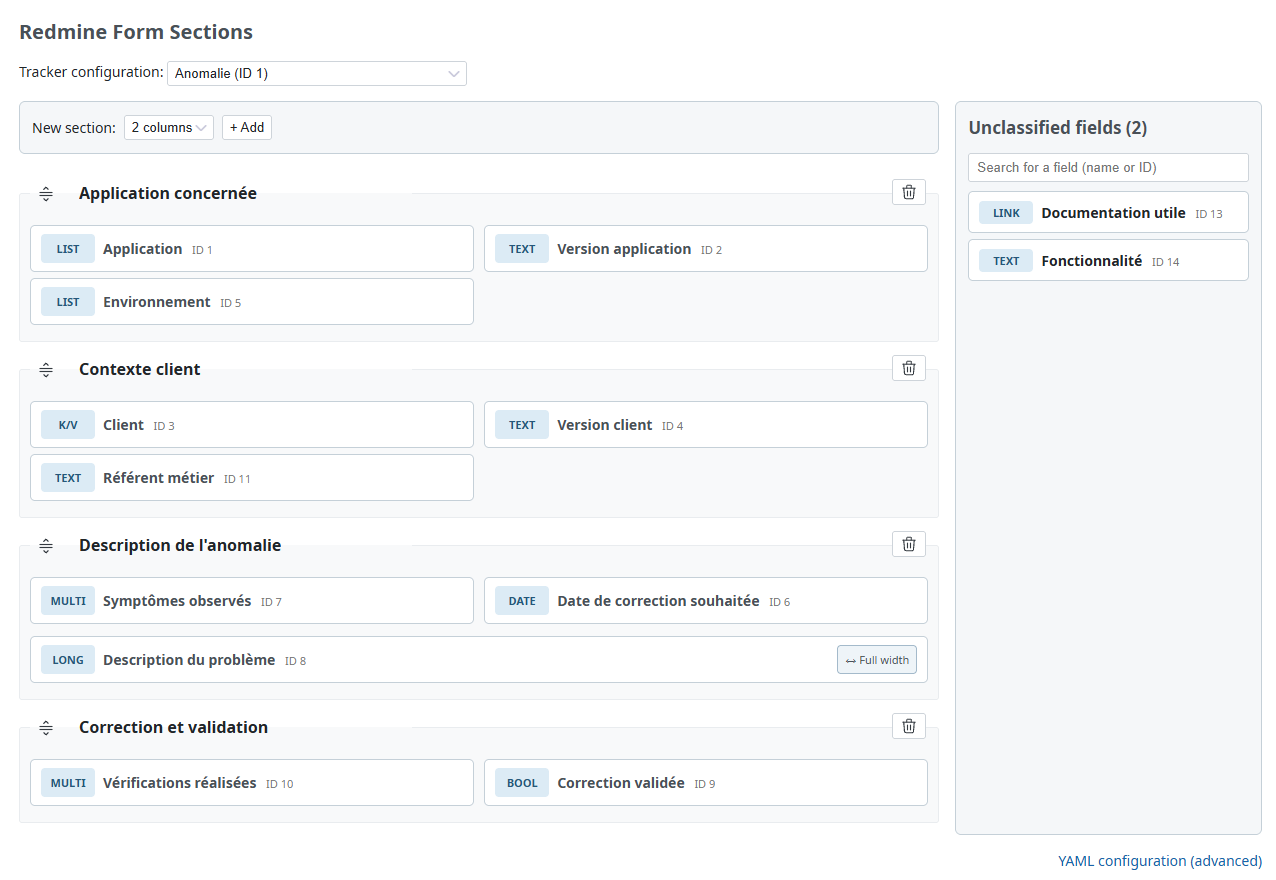 Redmine Form Sections
Tracker configuration: Anomalie (ID 1)
New section: 2 columns + Add
Application concernée
LIST Application ID 1
TEXT Version application ID 2
LIST Environnement ID 5
Contexte client
K/V Client ID 3
TEXT Version client ID 4
TEXT Référent métier ID 11
Description de l'anomalie
MULTI Symptômes observés ID 7
DATE Date de correction souhaitée ID 6
LONG Description du problème ID 8
↔ Full width
Correction et validation
MULTI Vérifications réalisées ID 10
BOOL Correction validée ID 9
Unclassified fields (2)
Search for a field (name or ID)
LINK Documentation utile ID 13
TEXT Fonctionnalité ID 14
YAML configuration (advanced)